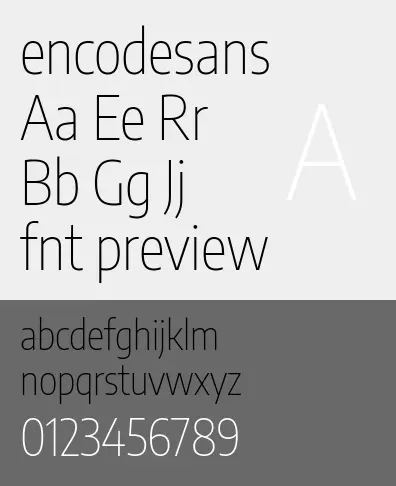 encodesans
Aa Ee Rr
Bb Gg Jj
A
fnt preview
abcdefghijklm
nopqrstuvwxyz
0123456789